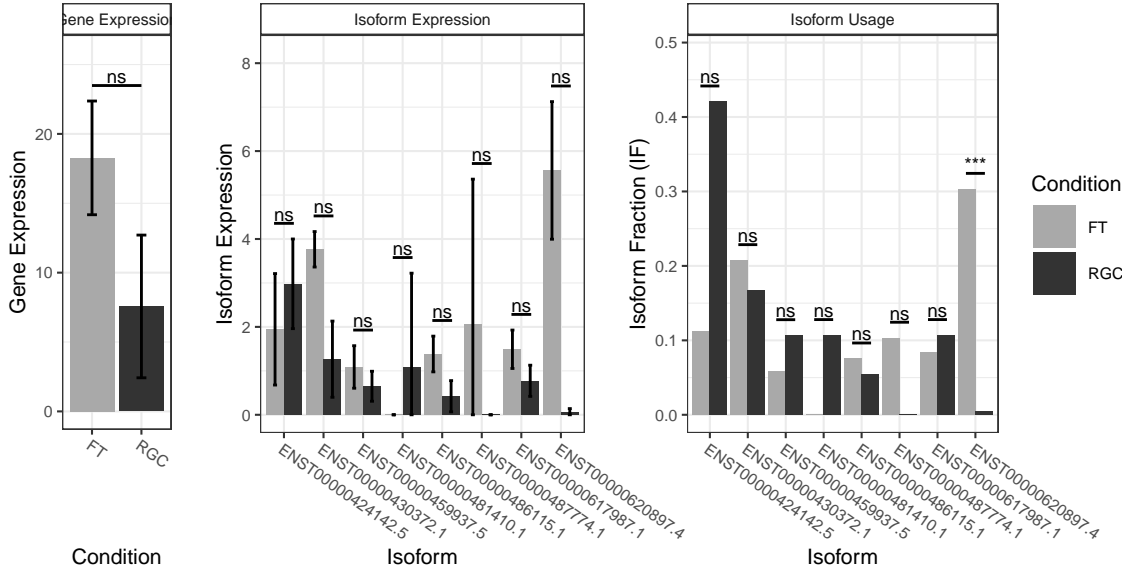 Gene Expression
Isoform Expression
Isoform Usage
Gene Expression
20
10
0
ns
FT
RGC
Condition
Isoform Expression
8
6
4
2
0
ns
ns
ns
ns
ns
ns
ns
ns
ENST00000424142.5
ENST00000430372.1
ENST00000459937.5
ENST00000481410.1
ENST00000486115.1
ENST00000487774.1
ENST00000617987.1
ENST00000620897.4
Isoform
Isoform Fraction (IF)
0.5
0.4
0.3
0.2
0.1
0.0
ns
ns
ns
ns
ns
ns
ns
***
ENST00000424142.5
ENST00000430372.1
ENST00000459937.5
ENST00000481410.1
ENST00000486115.1
ENST00000487774.1
ENST00000617987.1
ENST00000620897.4
Isoform
Condition
FT
RGC